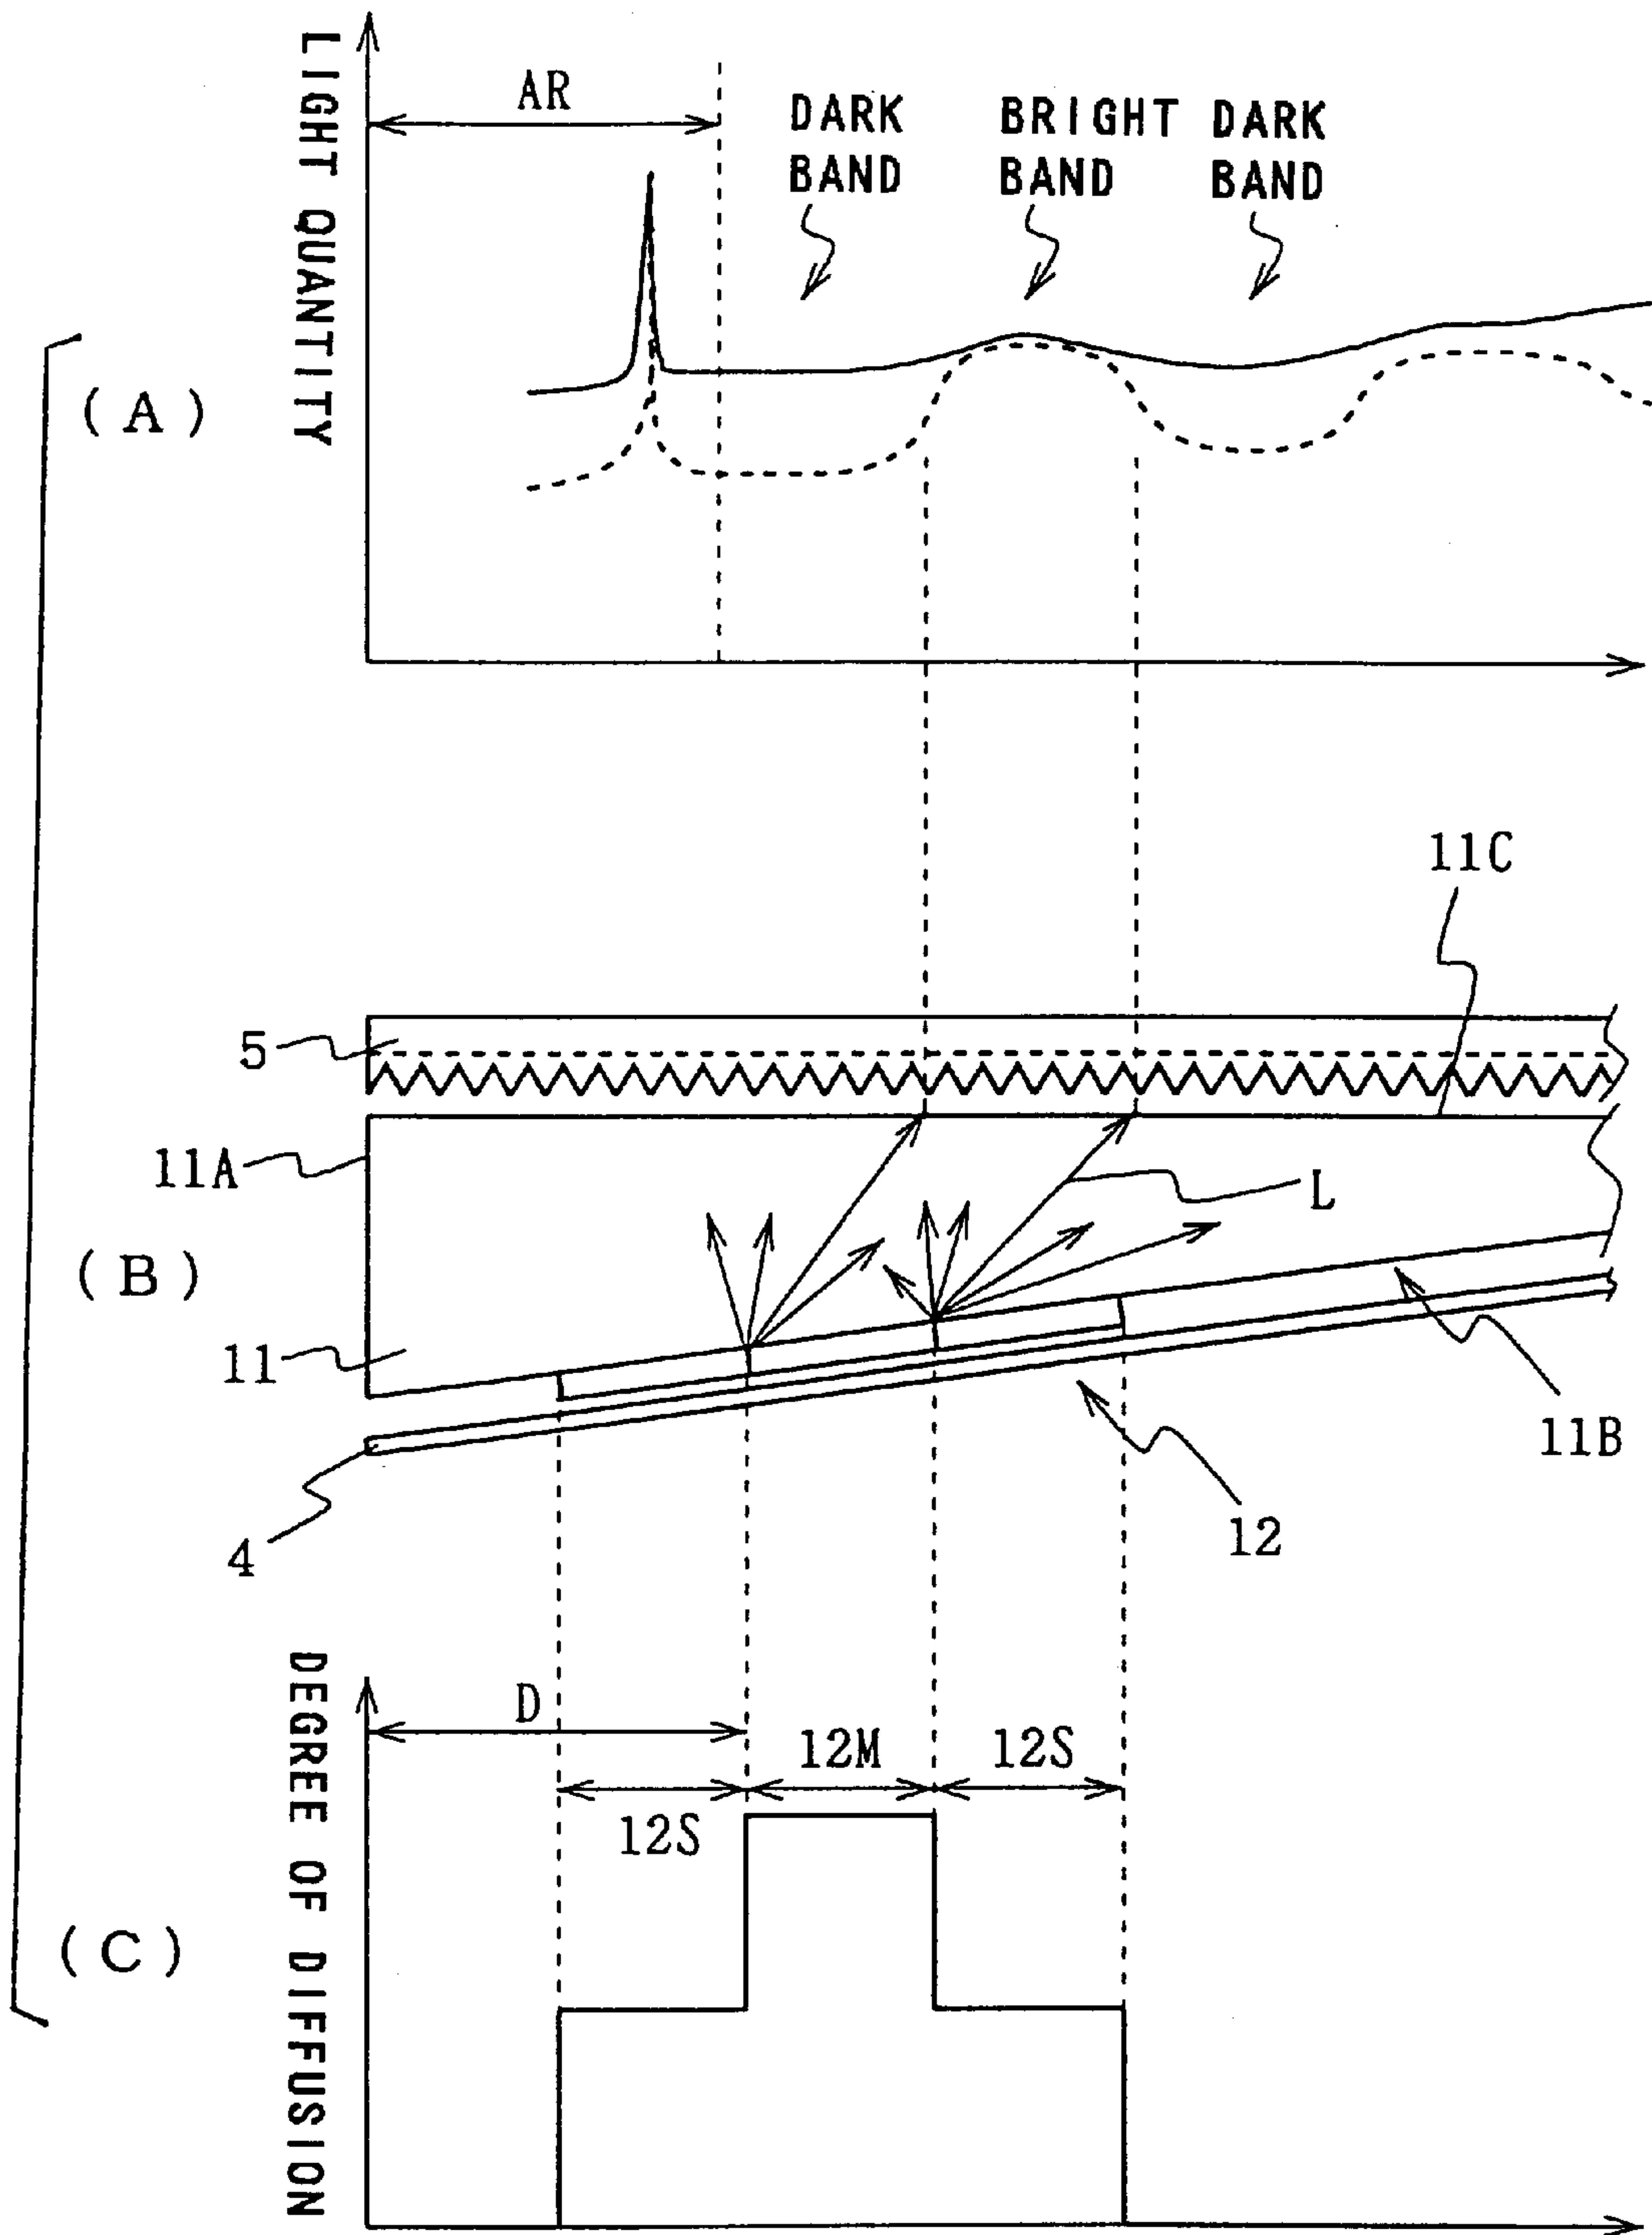 LIGHT QUANTITY
AR
DARK BAND
BRIGHT BAND
DARK BAND
(A)
11C
5
11A
L
(B)
11
11B
4
12
DEGREE OF DIFFUSION
D
12M
12S
12S
(C)